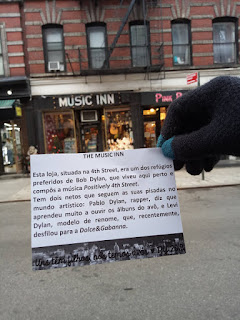 MUSIC INN
THE MUSIC INN
Esta loja, situada na 4th Street, era um dos refúgios
preferidos de Bob Dylan, que viveu aqui perto e
compôs a música Positively 4th Street.
Tem dois netos que seguem as suas pisadas no
mundo artístico: Pablo Dylan, rapper, diz que
aprendeu muito a ouvir os álbuns do avô, e Levi
Dylan, modelo de renome, que, recentemente,
desfilou para a Dolce&Gabanna.